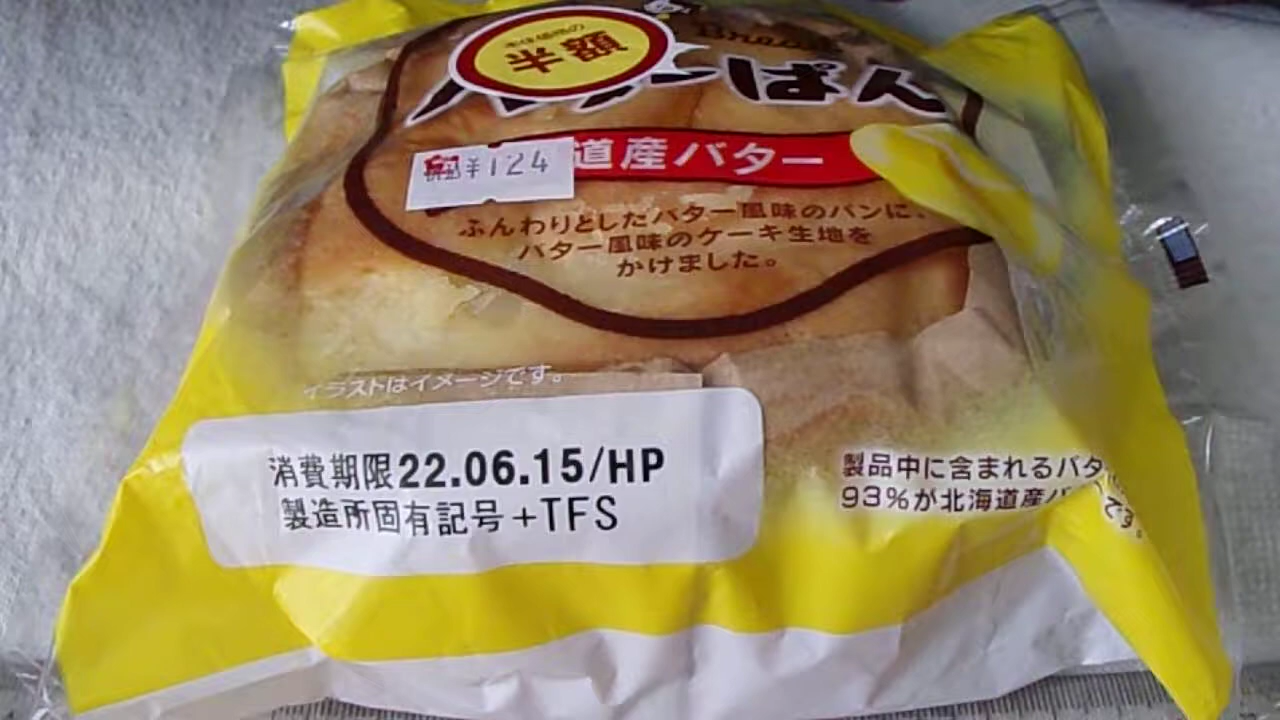 半額
ぱん
¥124
道産バター
ふんわりとしたバター風味のパンに、
バター風味のケーキ生地を
かけました。
イラストはイメージです。
消費期限22.06.15/HP
製造所固有記号+TFS
製品中に含まれるバタ
93%が北海道産バ
です。